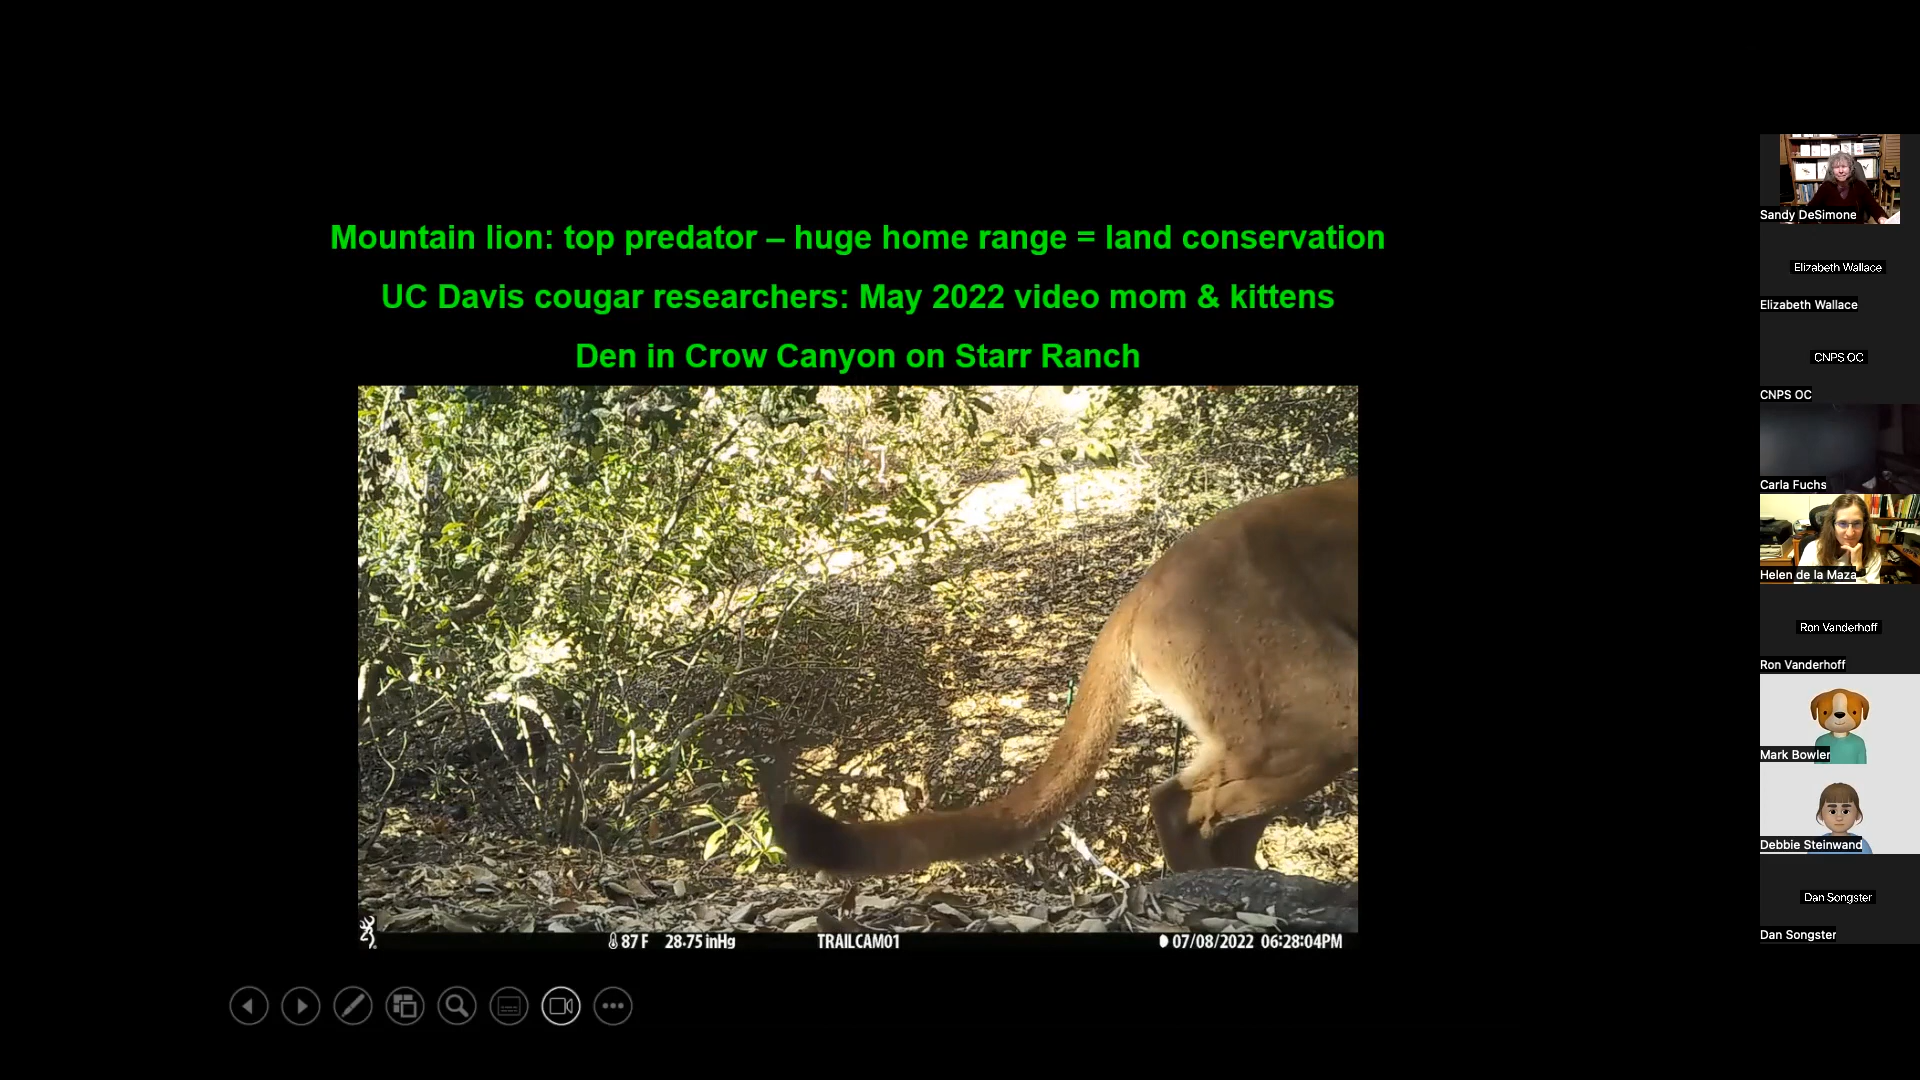 Mountain lion: top predator – huge home range = land conservation
UC Davis cougar researchers: May 2022 video mom & kittens
Den in Crow Canyon on Starr Ranch
87 F 28.75 inHg TRAILCAM01 07/08/2022 06:28:04PM
Sandy DeSimone
Elizabeth Wallace
Elizabeth Wallace
CNPS OC
CNPS OC
Carla Fuchs
Helen de la Maza
Ron Vanderhoff
Ron Vanderhoff
Mark Bowler
Debbie Steinwand
Dan Songster
Dan Songster